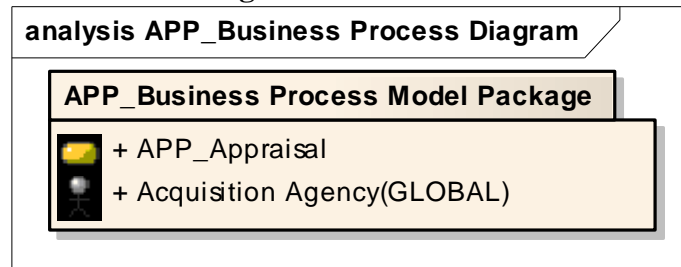 analysis APP_Business Process Diagram
APP_Business Process Model Package
+ APP_Appraisal
+ Acquisition Agency(GLOBAL)